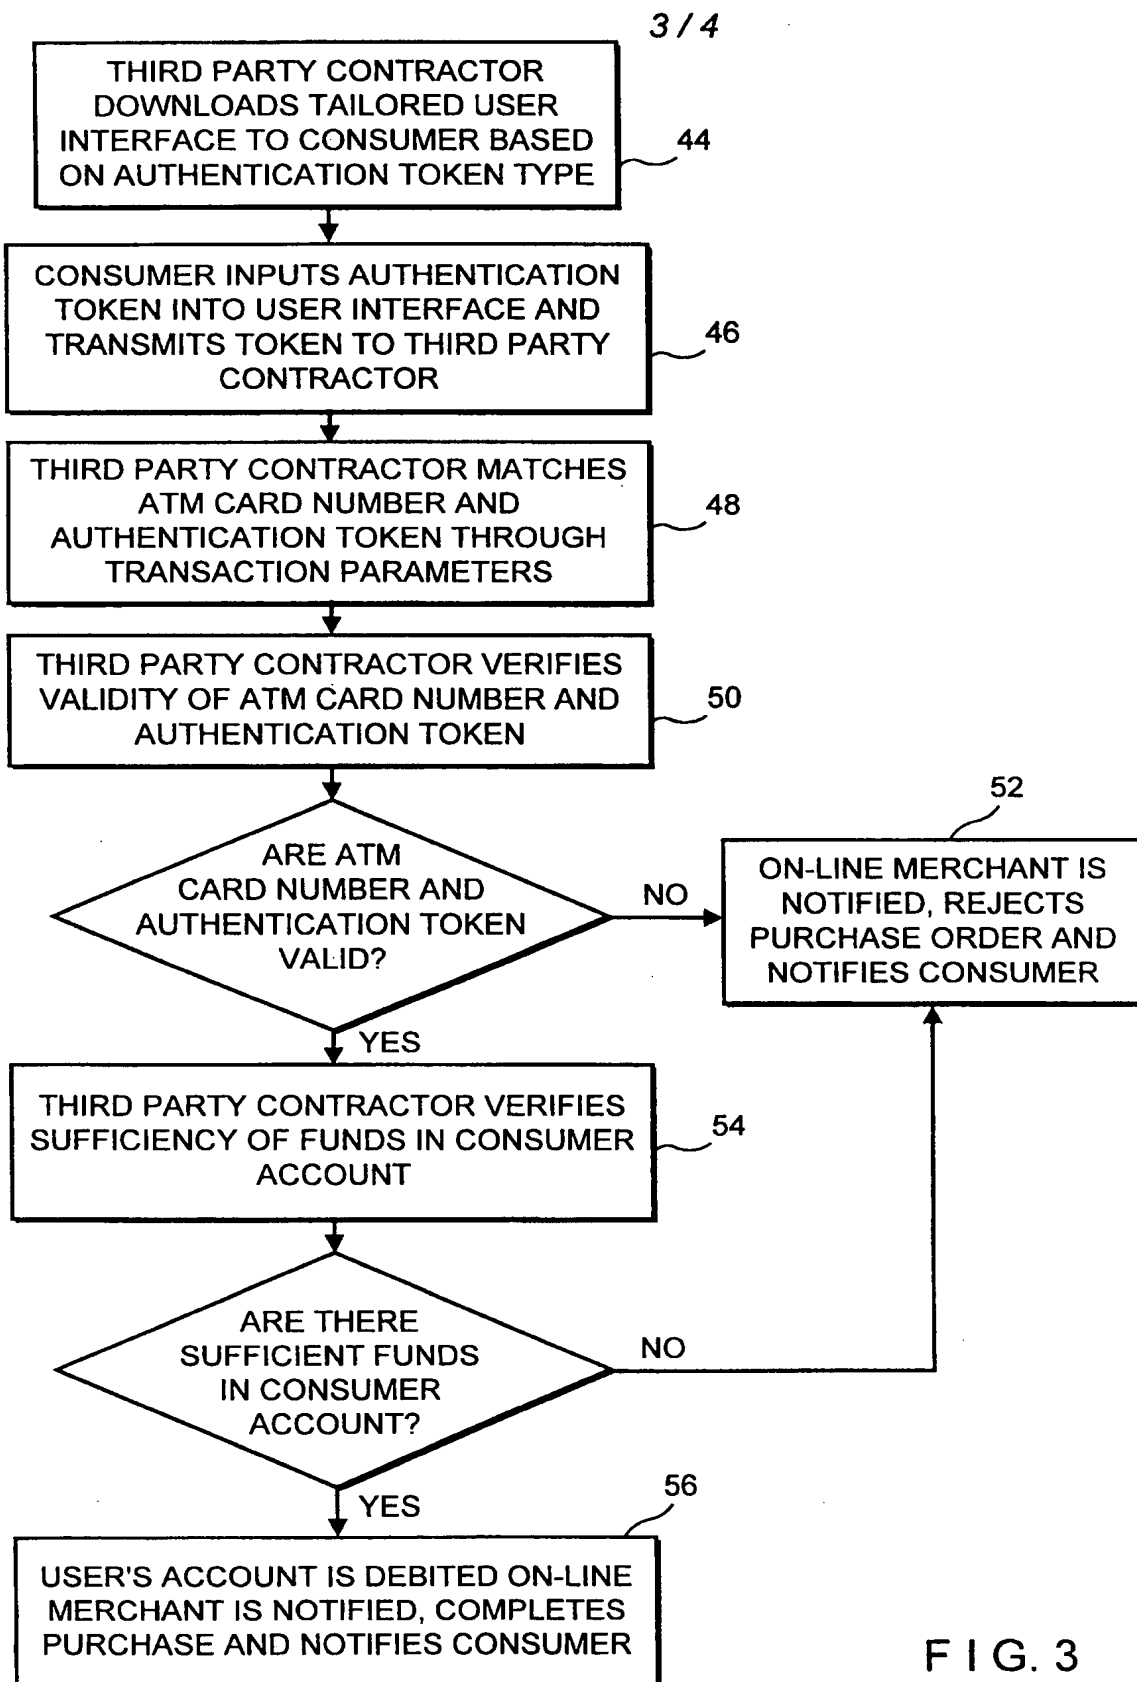 3 / 4
THIRD PARTY CONTRACTOR
DOWNLOADS TAILORED USER
INTERFACE TO CONSUMER BASED
ON AUTHENTICATION TOKEN TYPE
44
CONSUMER INPUTS AUTHENTICATION
TOKEN INTO USER INTERFACE AND
TRANSMITS TOKEN TO THIRD PARTY
CONTRACTOR
46
THIRD PARTY CONTRACTOR MATCHES
ATM CARD NUMBER AND
AUTHENTICATION TOKEN THROUGH
TRANSACTION PARAMETERS
48
THIRD PARTY CONTRACTOR VERIFIES
VALIDITY OF ATM CARD NUMBER AND
AUTHENTICATION TOKEN
50
ARE ATM
CARD NUMBER AND
AUTHENTICATION TOKEN
VALID?
NO
52
ON-LINE MERCHANT IS
NOTIFIED, REJECTS
PURCHASE ORDER AND
NOTIFIES CONSUMER
YES
THIRD PARTY CONTRACTOR VERIFIES
SUFFICIENCY OF FUNDS IN CONSUMER
ACCOUNT
54
ARE THERE
SUFFICIENT FUNDS
IN CONSUMER
ACCOUNT?
NO
YES
56
USER'S ACCOUNT IS DEBITED ON-LINE
MERCHANT IS NOTIFIED, COMPLETES
PURCHASE AND NOTIFIES CONSUMER
F I G. 3